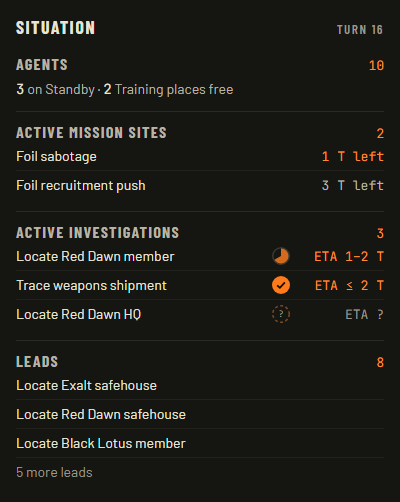 SITUATION TURN 16
AGENTS 10
3 on Standby · 2 Training places free
ACTIVE MISSION SITES 2
Foil sabotage 1 T left
Foil recruitment push 3 T left
ACTIVE INVESTIGATIONS 3
Locate Red Dawn member ETA 1–2 T
Trace weapons shipment ETA ≤ 2 T
Locate Red Dawn HQ ? ETA ?
LEADS 8
Locate Exalt safehouse
Locate Red Dawn safehouse
Locate Black Lotus member
5 more leads